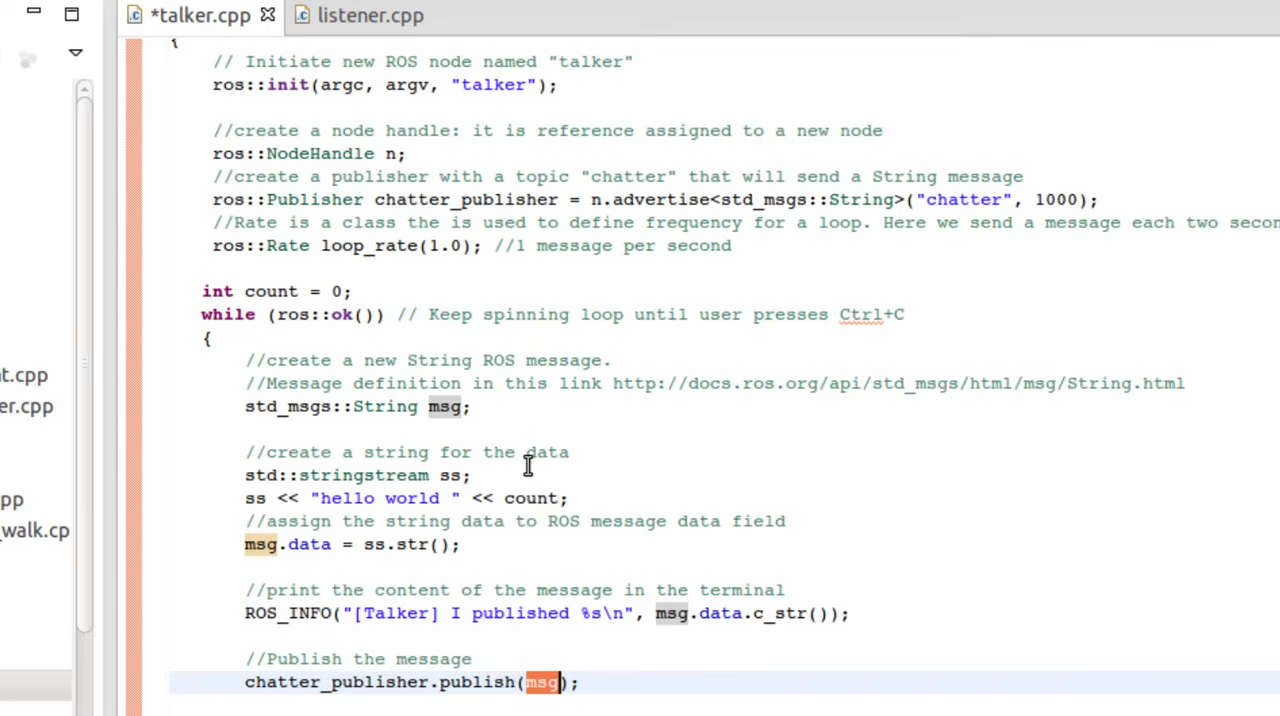 *talker.cpp
listener.cpp
{
// Initiate new ROS node named "talker"
ros::init(argc, argv, "talker");
//create a node handle: it is reference assigned to a new node
ros::NodeHandle n;
//create a publisher with a topic "chatter" that will send a String message
ros::Publisher chatter_publisher = n.advertise<std_msgs::String>("chatter", 1000);
//Rate is a class the is used to define frequency for a loop. Here we send a message each two secon
ros::Rate loop_rate(1.0); //1 message per second
int count = 0;
while (ros::ok()) // Keep spinning loop until user presses Ctrl+C
{
//create a new String ROS message.
//Message definition in this link http://docs.ros.org/api/std_msgs/html/msg/String.html
std_msgs::String msg;
//create a string for the data
std::stringstream ss;
ss << "hello world " << count;
//assign the string data to ROS message data field
msg.data = ss.str();
//print the content of the message in the terminal
ROS_INFO("[Talker] I published %s\n", msg.data.c_str());
//Publish the message
chatter_publisher.publish(msg);
t.cpp
er.cpp
pp
_walk.cp